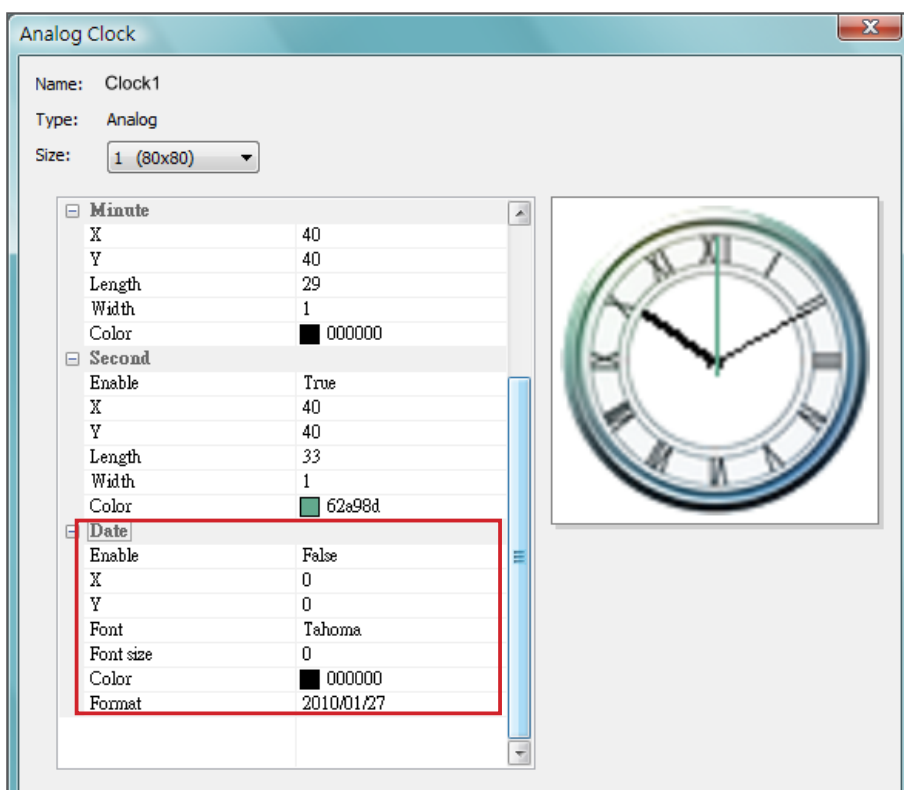 Analog Clock
X
Name: Clock1
Type: Analog
Size: 1 (80x80)
Minute
X 40
Y 40
Length 29
Width 1
Color 000000
Second
Enable True
X 40
Y 40
Length 33
Width 1
Color 62a98d
Date
Enable False
X 0
Y 0
Font Tahoma
Font size 0
Color 000000
Format 2010/01/27